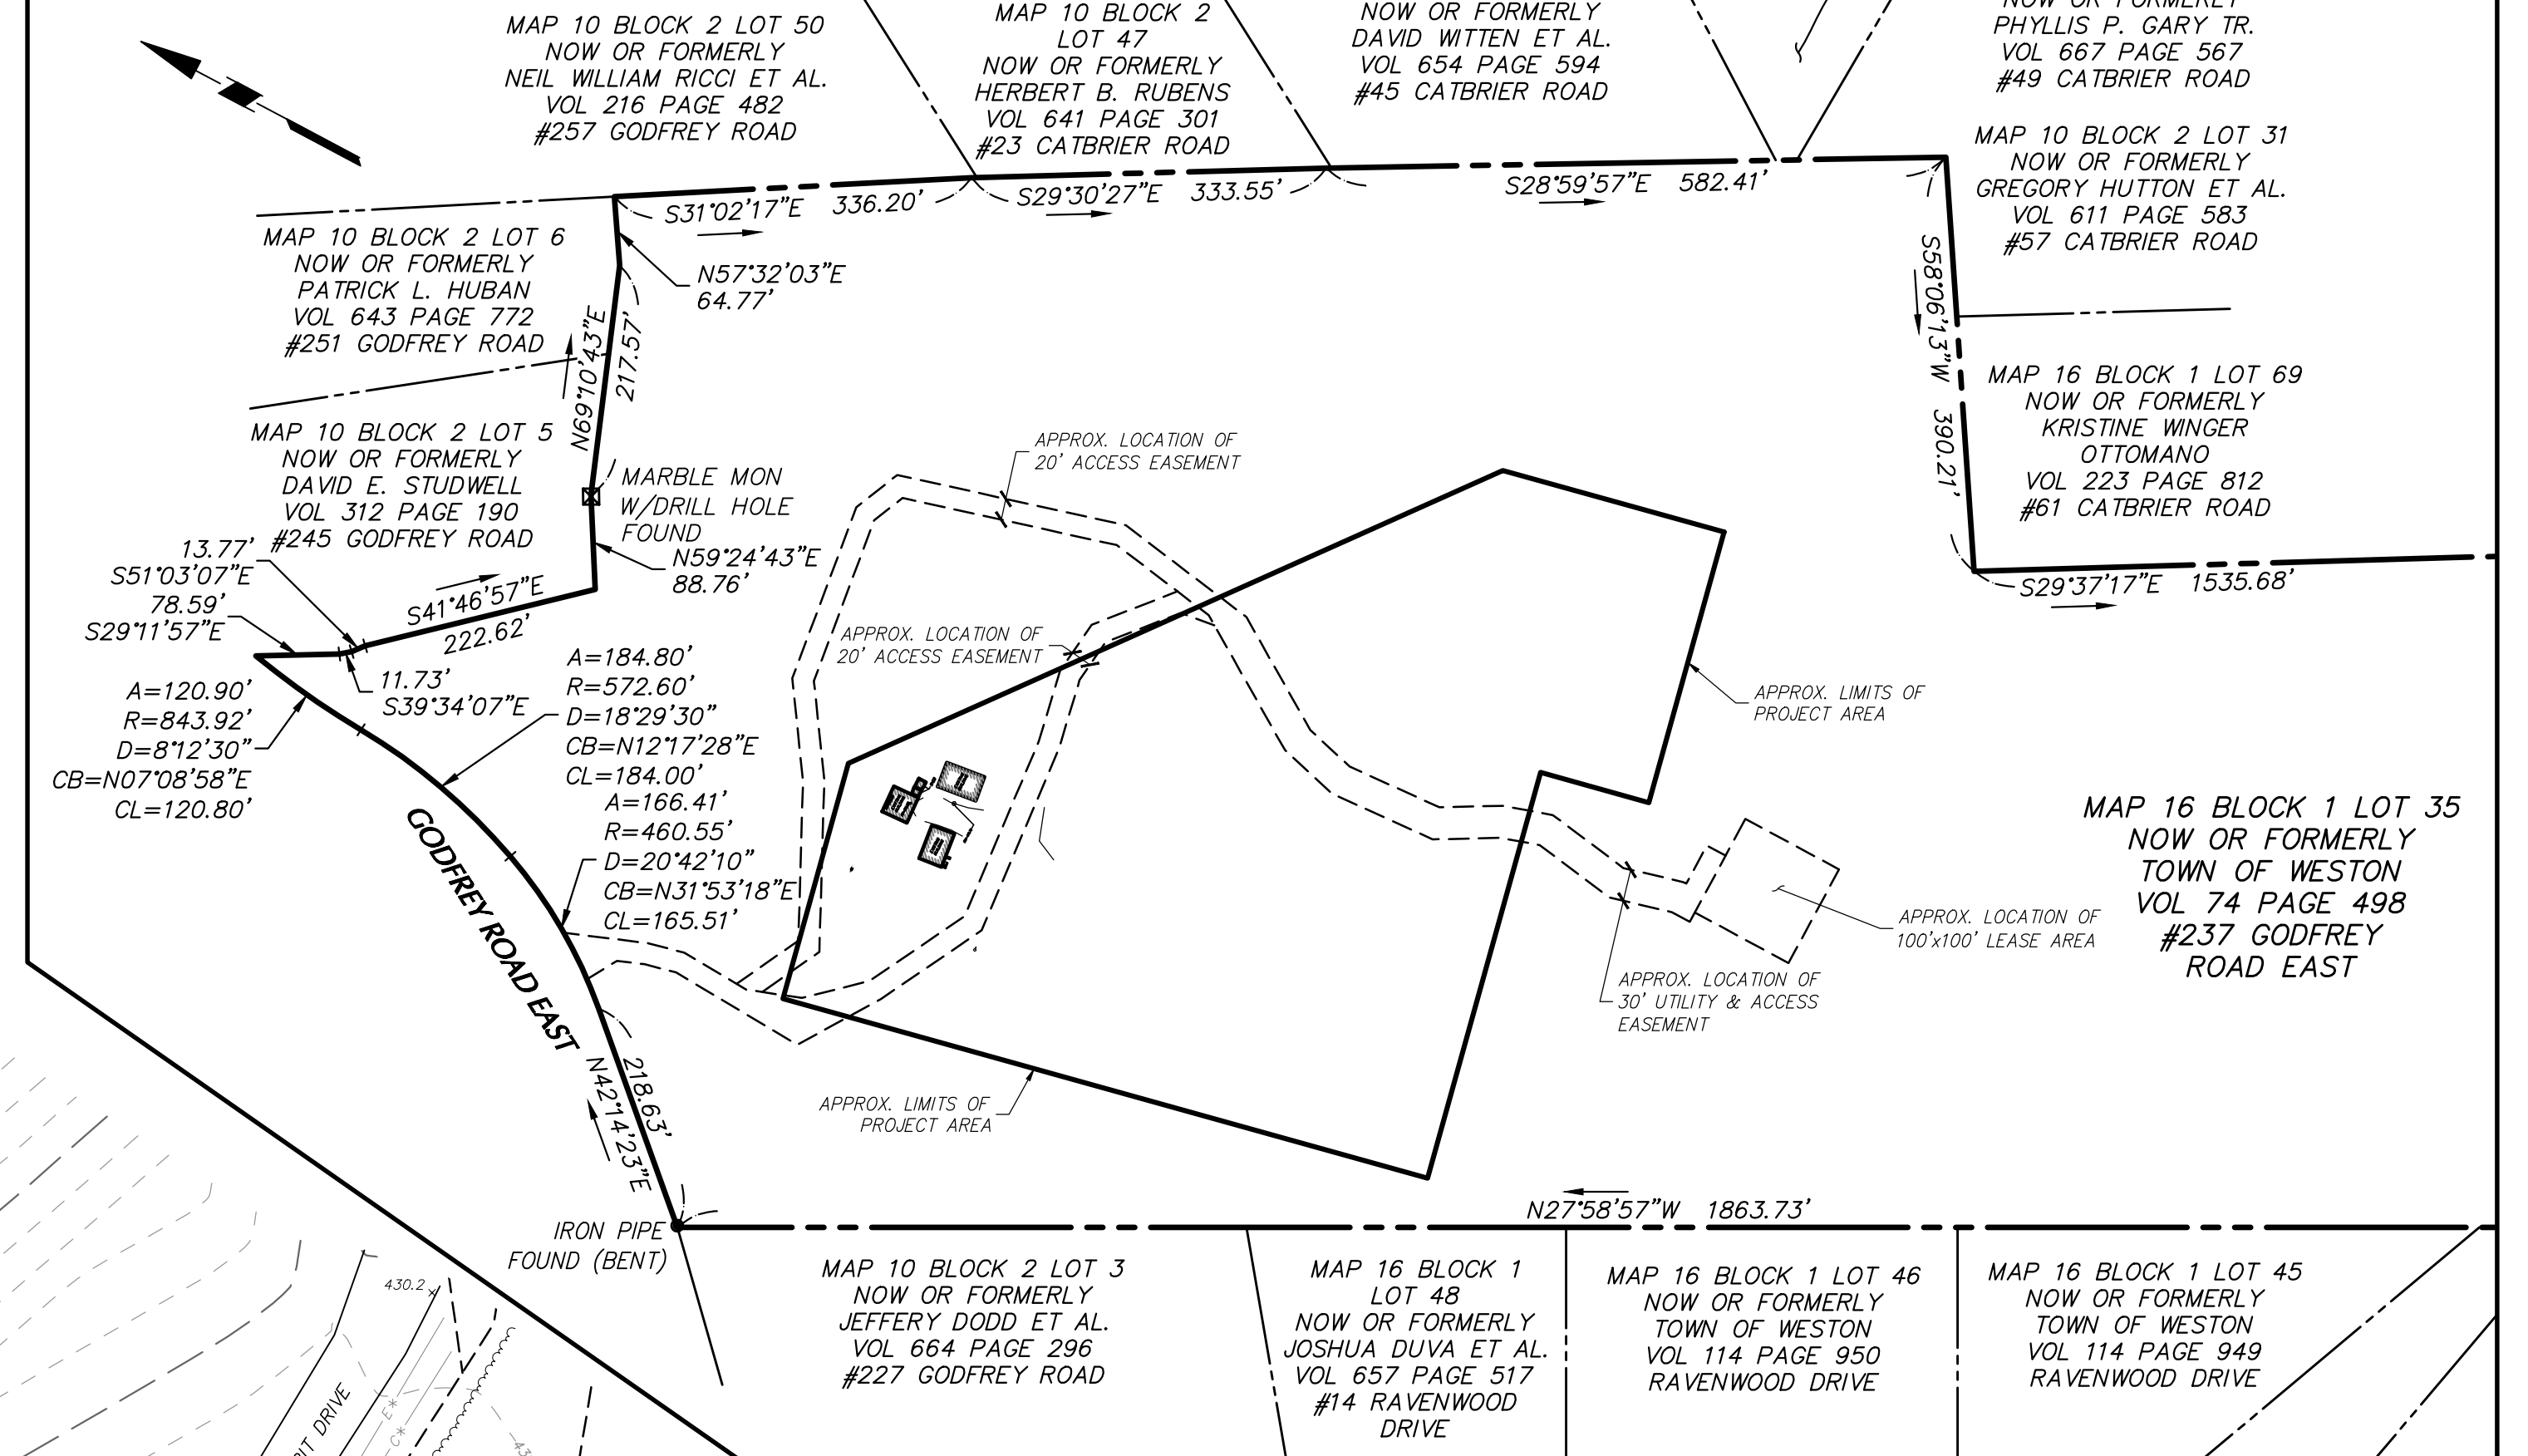 MAP 10 BLOCK 2 LOT 50
NOW OR FORMERLY
NEIL WILLIAM RICCI ET AL.
VOL 216 PAGE 482
#257 GODFREY ROAD
MAP 10 BLOCK 2
LOT 47
NOW OR FORMERLY
HERBERT B. RUBENS
VOL 641 PAGE 301
#23 CATBRIER ROAD
NOW OR FORMERLY
DAVID WITTEN ET AL.
VOL 654 PAGE 594
#45 CATBRIER ROAD
NOW OR FORMERLY
PHYLLIS P. GARY TR.
VOL 667 PAGE 567
#49 CATBRIER ROAD
MAP 10 BLOCK 2 LOT 31
NOW OR FORMERLY
GREGORY HUTTON ET AL.
VOL 611 PAGE 583
#57 CATBRIER ROAD
S31°02'17"E 336.20'
S29°30'27"E 333.55'
S28°59'57"E 582.41'
MAP 10 BLOCK 2 LOT 6
NOW OR FORMERLY
PATRICK L. HUBAN
VOL 643 PAGE 772
#251 GODFREY ROAD
N57°32'03"E
64.77'
N69°10'43"E
217.57'
S58°06'13"W 390.21'
MAP 16 BLOCK 1 LOT 69
NOW OR FORMERLY
KRISTINE WINGER
OTTOMANO
VOL 223 PAGE 812
#61 CATBRIER ROAD
MAP 10 BLOCK 2 LOT 5
NOW OR FORMERLY
DAVID E. STUDWELL
VOL 312 PAGE 190
#245 GODFREY ROAD
MARBLE MON
W/DRILL HOLE
FOUND
N59°24'43"E
88.76'
APPROX. LOCATION OF
20' ACCESS EASEMENT
13.77'
S51°03'07"E
78.59'
S29°11'57"E
S41°46'57"E
222.62'
S29°37'17"E 1535.68'
11.73'
S39°34'07"E
A=120.90'
R=843.92'
D=8°12'30"
CB=N07°08'58"E
CL=120.80'
A=184.80'
R=572.60'
D=18°29'30"
CB=N12°17'28"E
CL=184.00'
A=166.41'
R=460.55'
D=20°42'10"
CB=N31°53'18"E
CL=165.51'
APPROX. LOCATION OF
20' ACCESS EASEMENT
APPROX. LIMITS OF
PROJECT AREA
MAP 16 BLOCK 1 LOT 35
NOW OR FORMERLY
TOWN OF WESTON
VOL 74 PAGE 498
#237 GODFREY
ROAD EAST
GODFREY ROAD EAST
APPROX. LOCATION OF
100'x100' LEASE AREA
APPROX. LOCATION OF
30' UTILITY & ACCESS
EASEMENT
N42°14'23"E
218.63'
APPROX. LIMITS OF
PROJECT AREA
N27°58'57"W 1863.73'
IRON PIPE
FOUND (BENT)
MAP 10 BLOCK 2 LOT 3
NOW OR FORMERLY
JEFFERY DODD ET AL.
VOL 664 PAGE 296
#227 GODFREY ROAD
MAP 16 BLOCK 1
LOT 48
NOW OR FORMERLY
JOSHUA DUVA ET AL.
VOL 657 PAGE 517
#14 RAVENWOOD
DRIVE
MAP 16 BLOCK 1 LOT 46
NOW OR FORMERLY
TOWN OF WESTON
VOL 114 PAGE 950
RAVENWOOD DRIVE
MAP 16 BLOCK 1 LOT 45
NOW OR FORMERLY
TOWN OF WESTON
VOL 114 PAGE 949
RAVENWOOD DRIVE
430.2
DRIVE
E*
C*